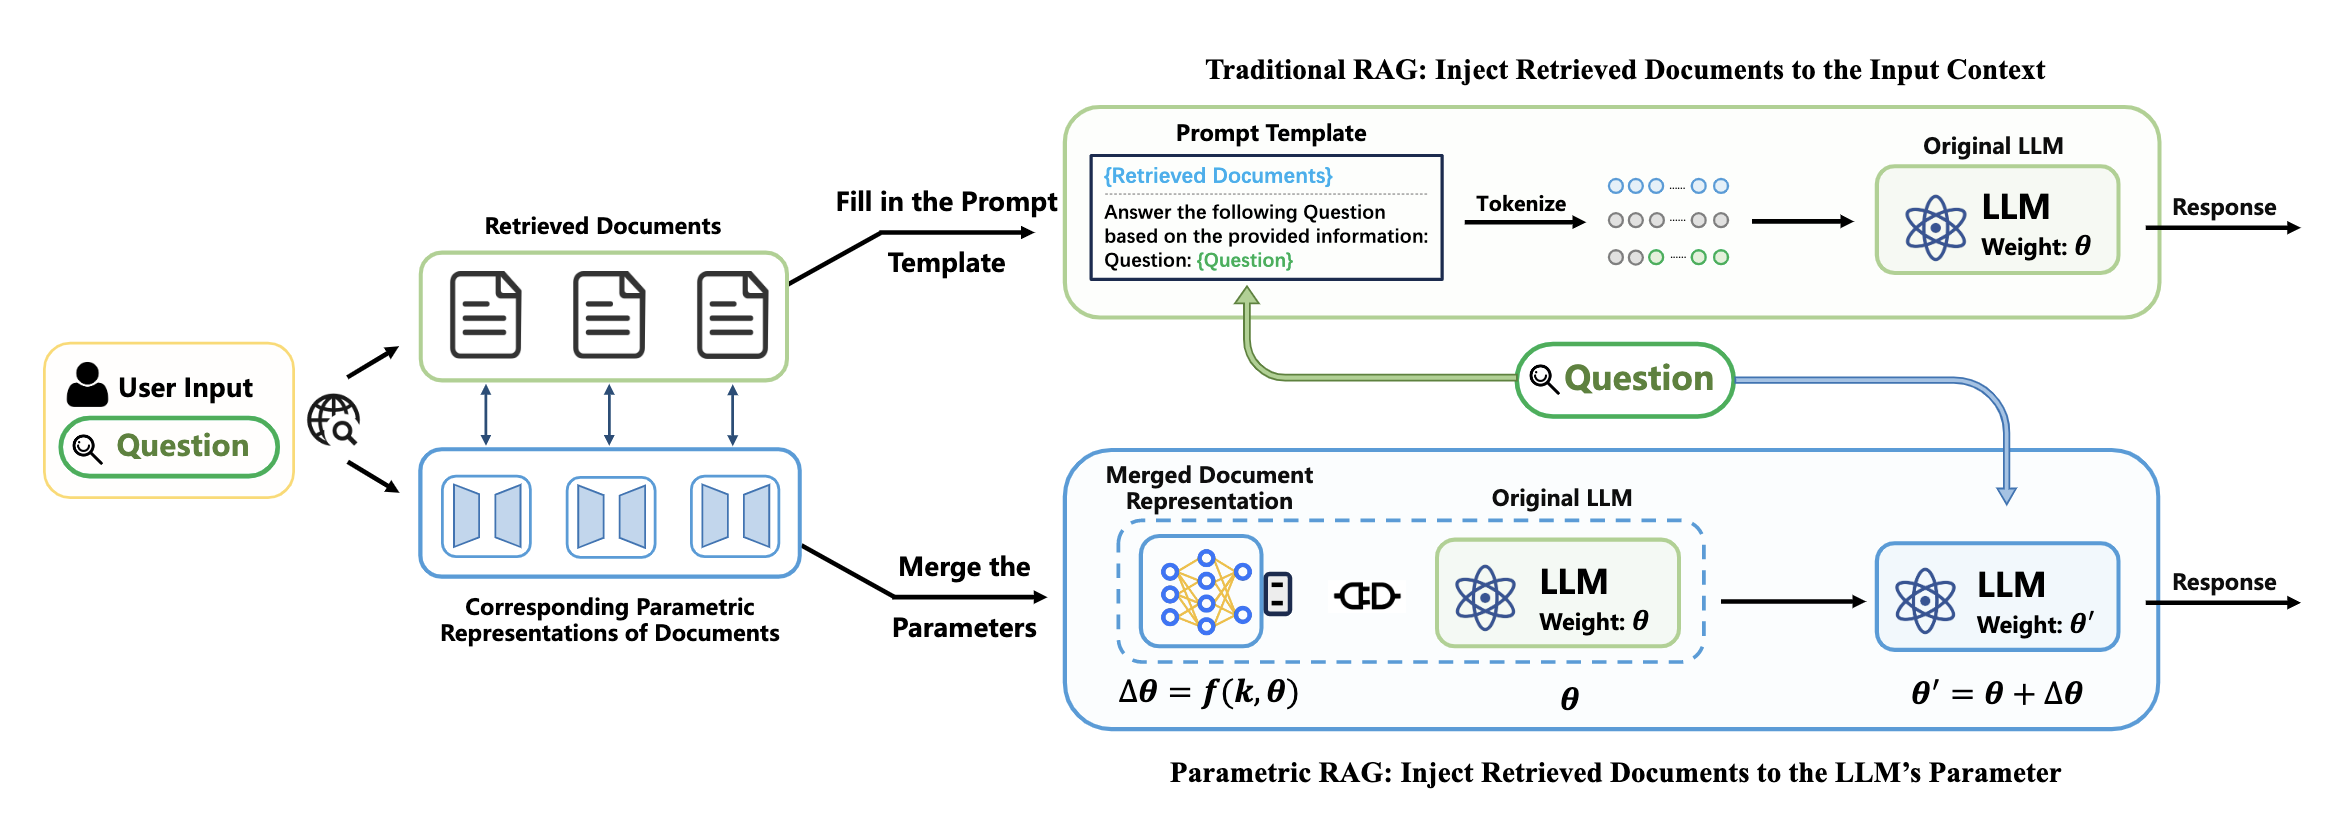 Traditional RAG: Inject Retrieved Documents to the Input Context
User Input
Question
Retrieved Documents
Corresponding Parametric
Representations of Documents
Fill in the Prompt
Template
Merge the
Parameters
Prompt Template
{Retrieved Documents}
Answer the following Question
based on the provided information:
Question: {Question}
Tokenize
......
......
......
Original LLM
LLM
Weight: θ
Response
Question
Merged Document
Representation
Original LLM
LLM
Weight: θ
Δθ = f(k, θ)
θ
LLM
Weight: θ′
θ′ = θ + Δθ
Response
Parametric RAG: Inject Retrieved Documents to the LLM’s Parameter